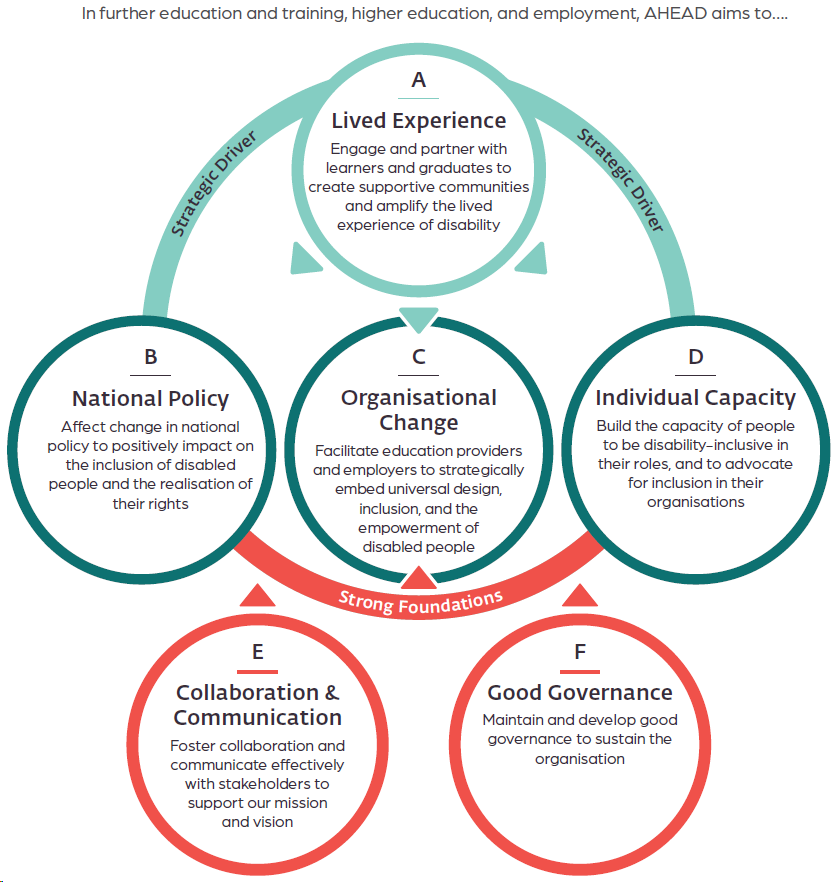 In further education and training, higher education, and employment, AHEAD aims to....
A
Lived Experience
Engage and partner with
learners and graduates to
create supportive communities
and amplify the lived
experience of disability
Strategic Driver
Strategic Driver
B
National Policy
Affect change in national
policy to positively impact on
the inclusion of disabled
people and the realisation of
their rights
C
Organisational
Change
Facilitate education providers
and employers to strategically
embed universal design,
inclusion, and the
empowerment of
disabled people
D
Individual Capacity
Build the capacity of people
to be disability-inclusive in
their roles, and to advocate
for inclusion in their
organisations
Strong Foundations
E
Collaboration &
Communication
Foster collaboration and
communicate effectively
with stakeholders to
support our mission
and vision
F
Good Governance
Maintain and develop good
governance to sustain the
organisation